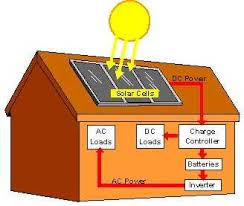 DC Power
Solar Cells
AC
Loads
DC
Loads
Charge
Controller
Batteries
AC Power
Inverter